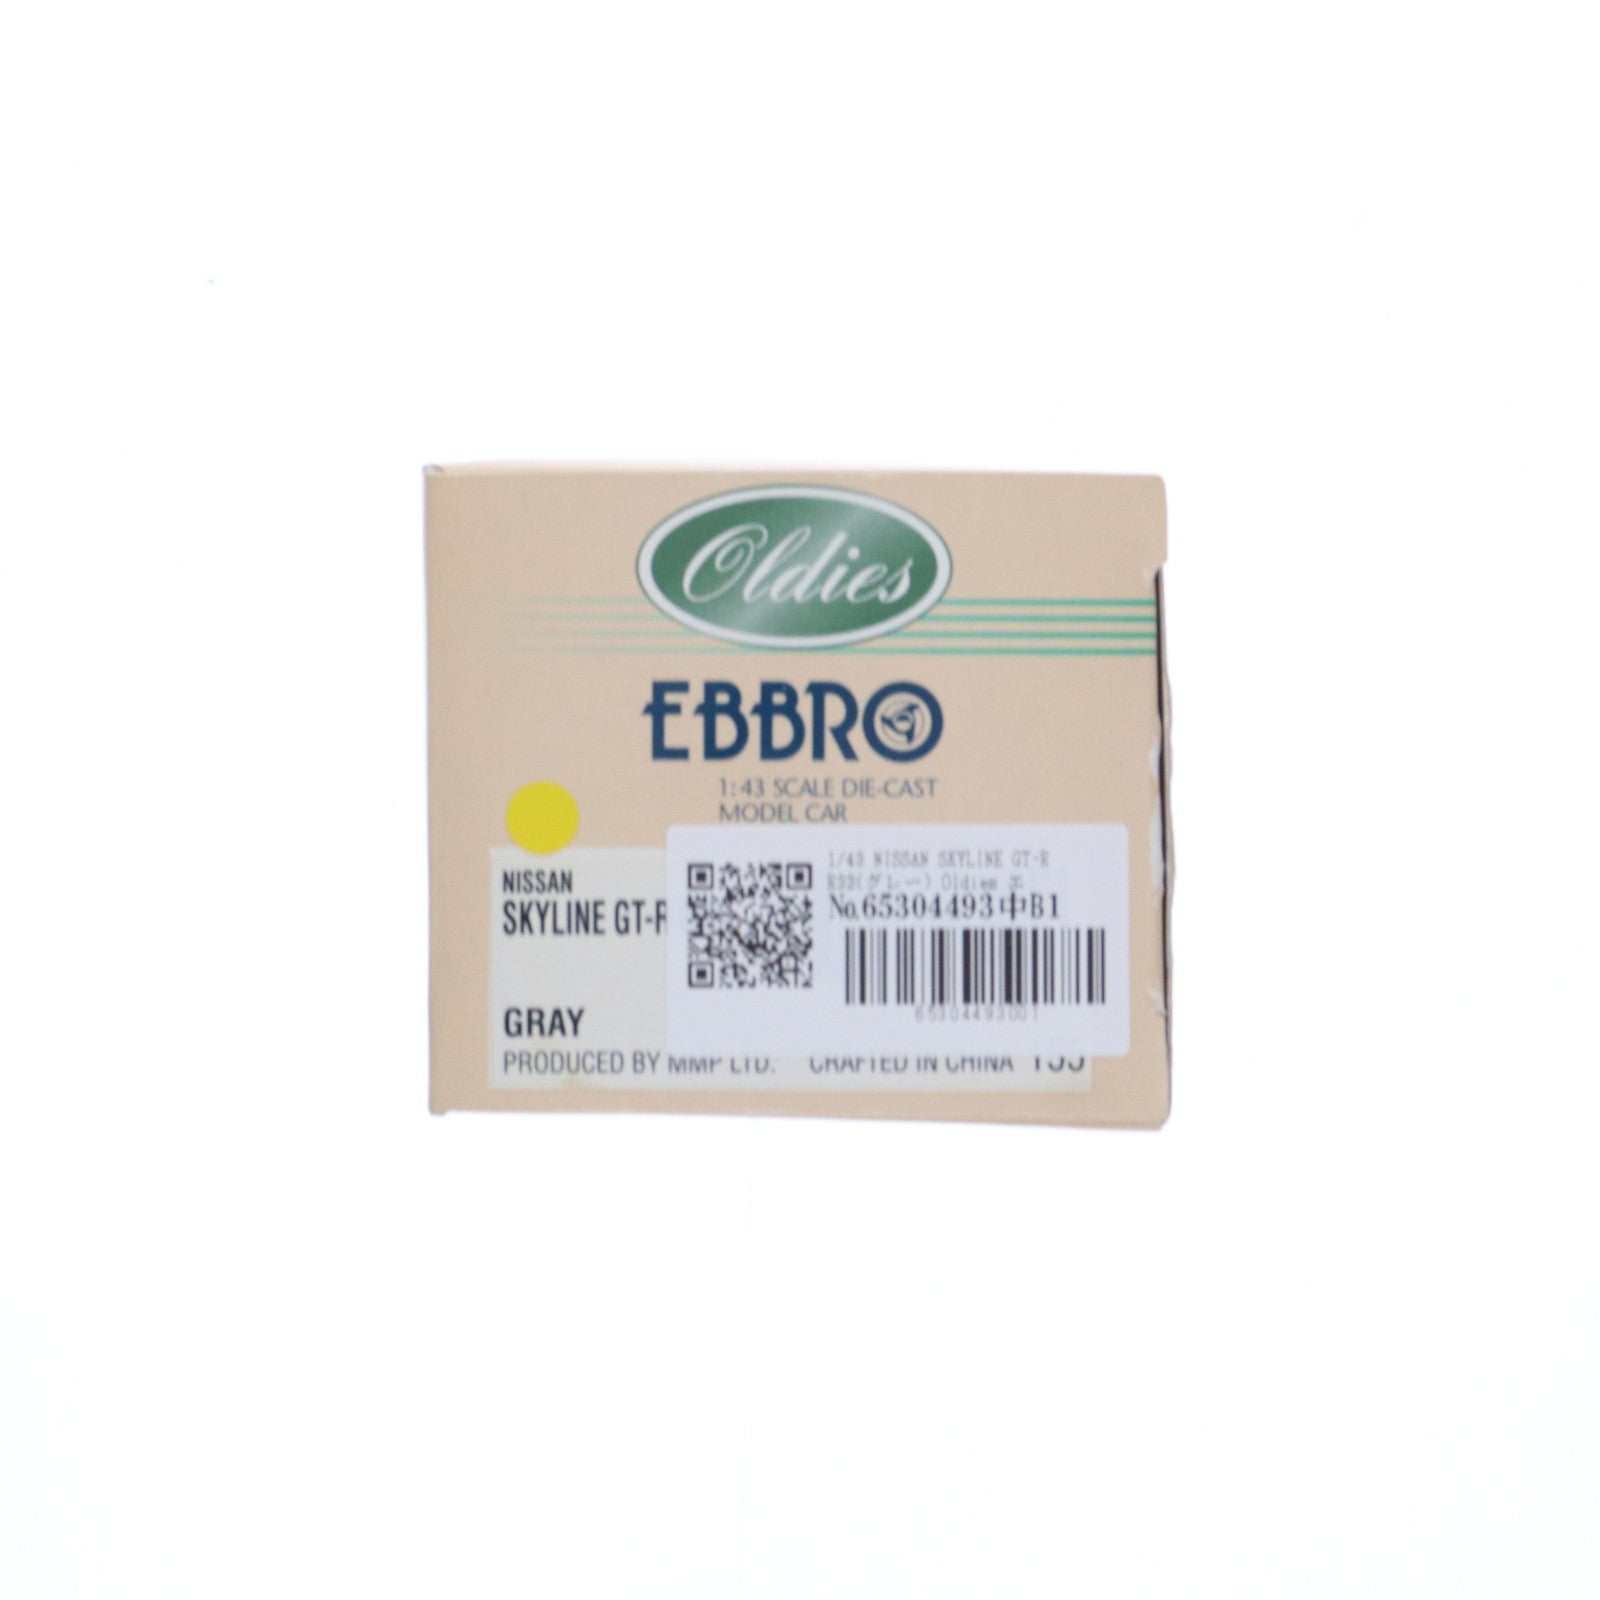 Oldies
EBBRO
1:43 SCALE DIE-CAST
MODEL CAR
1/43 NISSAN SKYLINE GT-R
R33(グレー) Oldies エ
No.65304493中B1
65304493001
NISSAN
SKYLINE GT-R
GRAY
PRODUCED BY MMP LTD. CRAFTED IN CHINA